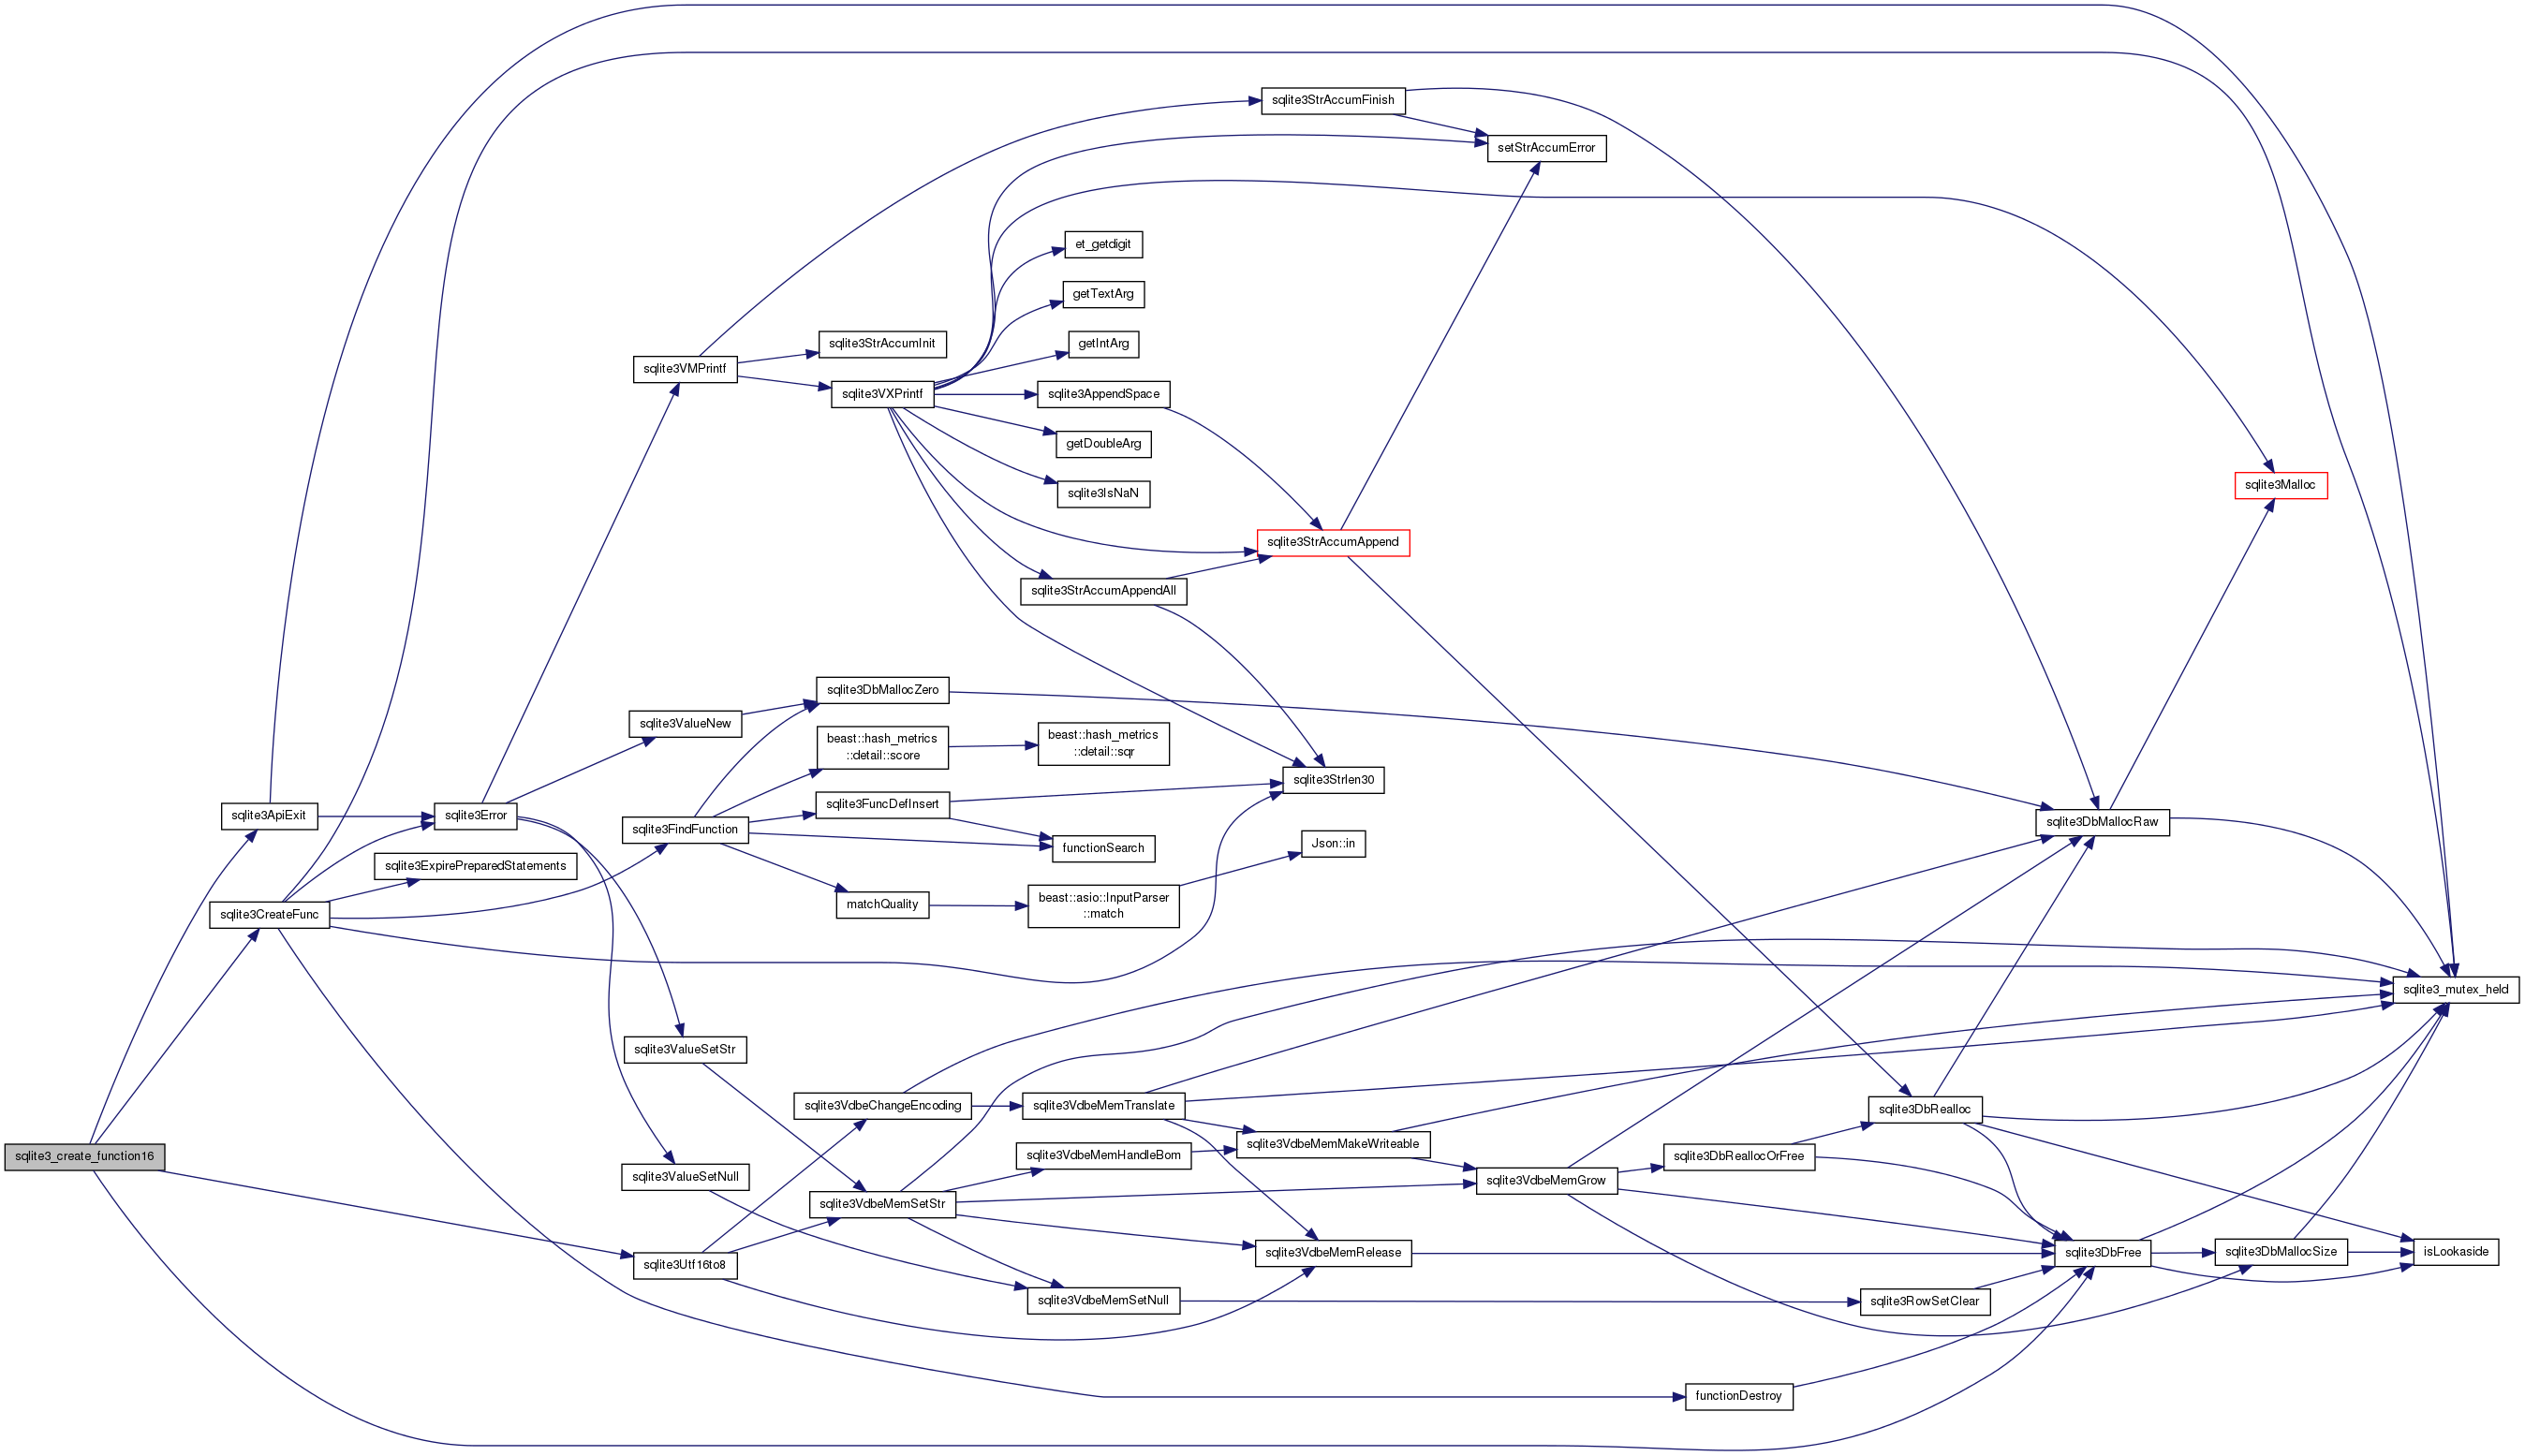 sqlite3StrAccumFinish
setStrAccumError
et_getdigit
getTextArg
sqlite3StrAccumInit
getIntArg
sqlite3VMPrintf
sqlite3VXPrintf
sqlite3AppendSpace
getDoubleArg
sqlite3Malloc
sqlite3IsNaN
sqlite3StrAccumAppend
sqlite3StrAccumAppendAll
sqlite3DbMallocZero
sqlite3ValueNew
beast::hash_metrics
::detail::score
beast::hash_metrics
::detail::sqr
sqlite3Strlen30
sqlite3FuncDefInsert
sqlite3ApiExit
sqlite3Error
sqlite3DbMallocRaw
sqlite3FindFunction
Json::in
functionSearch
sqlite3ExpirePreparedStatements
matchQuality
beast::asio::InputParser
::match
sqlite3CreateFunc
sqlite3_mutex_held
sqlite3ValueSetStr
sqlite3VdbeChangeEncoding
sqlite3VdbeMemTranslate
sqlite3DbRealloc
sqlite3VdbeMemMakeWriteable
sqlite3_create_function16
sqlite3VdbeMemHandleBom
sqlite3DbReallocOrFree
sqlite3ValueSetNull
sqlite3VdbeMemGrow
sqlite3VdbeMemSetStr
sqlite3VdbeMemRelease
sqlite3DbFree
sqlite3DbMallocSize
isLookaside
sqlite3Utf16to8
sqlite3VdbeMemSetNull
sqlite3RowSetClear
functionDestroy